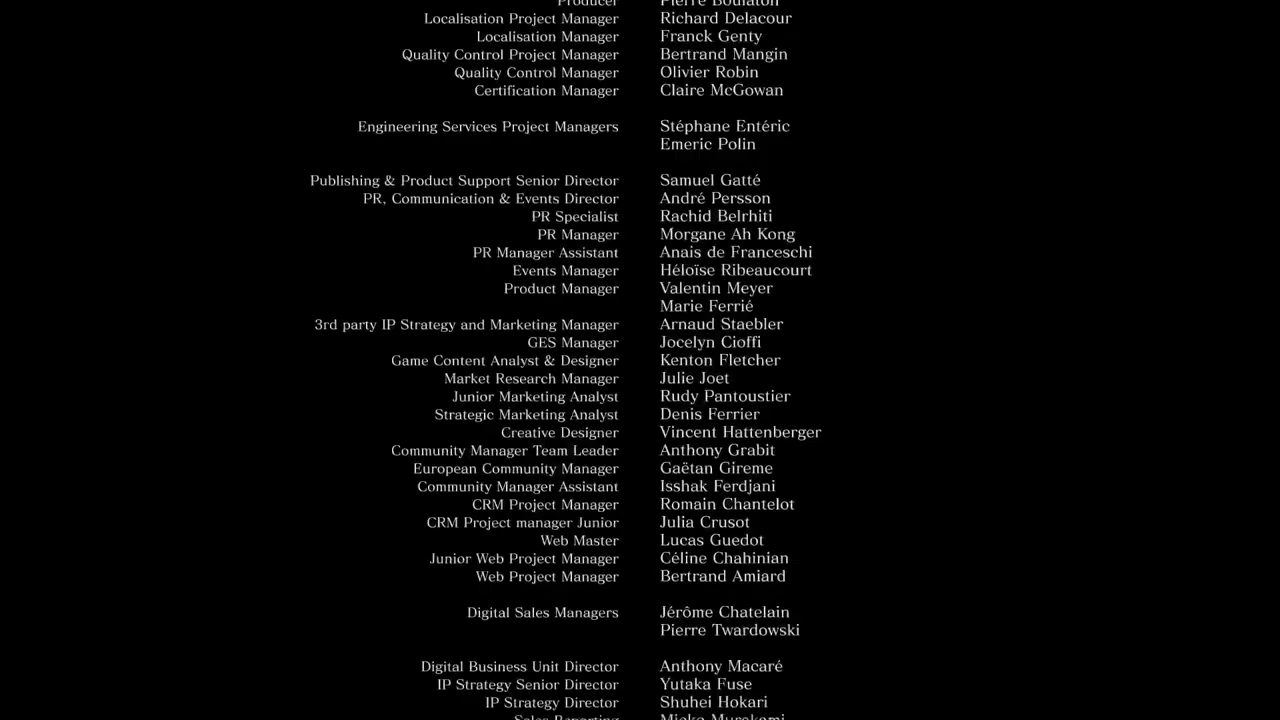 Producer Pierre Boulaton
Localisation Project Manager Richard Delacour
Localisation Manager Franck Genty
Quality Control Project Manager Bertrand Mangin
Quality Control Manager Olivier Robin
Certification Manager Claire McGowan
Engineering Services Project Managers Stéphane Entéric
Emeric Polin
Publishing & Product Support Senior Director Samuel Gatté
PR, Communication & Events Director André Persson
PR Specialist Rachid Belrhiti
PR Manager Morgane Ah Kong
PR Manager Assistant Anais de Franceschi
Events Manager Héloïse Ribeaucourt
Product Manager Valentin Meyer
Marie Ferrié
3rd party IP Strategy and Marketing Manager Arnaud Staebler
GES Manager Jocelyn Cioffi
Game Content Analyst & Designer Kenton Fletcher
Market Research Manager Julie Joet
Junior Marketing Analyst Rudy Pantoustier
Strategic Marketing Analyst Denis Ferrier
Creative Designer Vincent Hattenberger
Community Manager Team Leader Anthony Grabit
European Community Manager Gaëtan Gireme
Community Manager Assistant Isshak Ferdjani
CRM Project Manager Romain Chantelot
CRM Project manager Junior Julia Crusot
Web Master Lucas Guedot
Junior Web Project Manager Céline Chahinian
Web Project Manager Bertrand Amiard
Digital Sales Managers Jérôme Chatelain
Pierre Twardowski
Digital Business Unit Director Anthony Macaré
IP Strategy Senior Director Yutaka Fuse
IP Strategy Director Shuhei Hokari
Sales Reporting Mieko Murakami